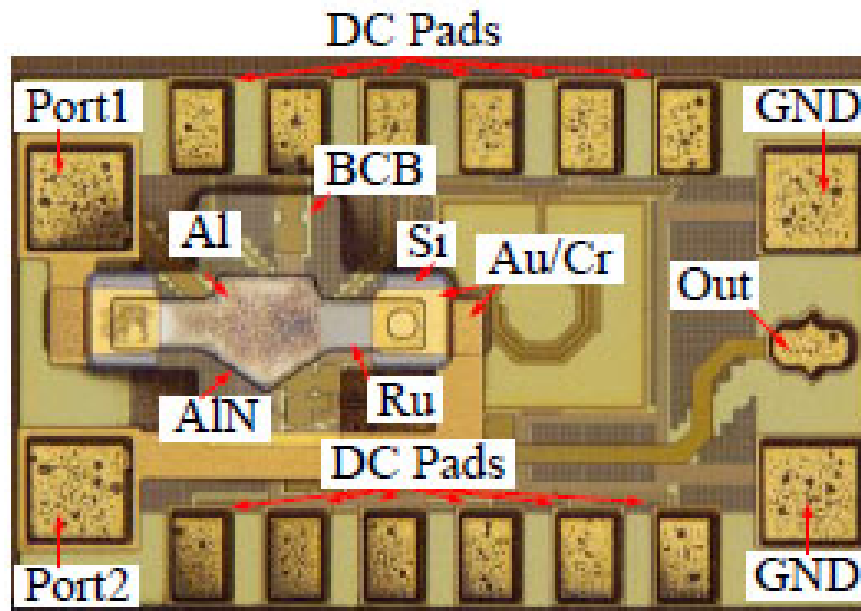 DC Pads
Port1
GND
BCB
Al
Si
Au/Cr
Out
AlN
Ru
DC Pads
Port2
GND